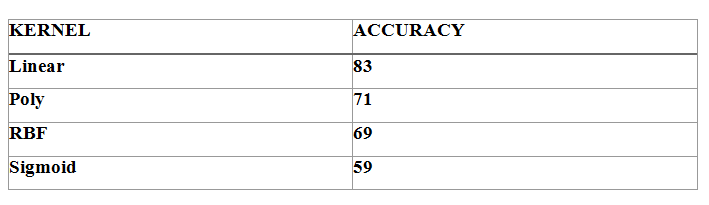 KERNEL ACCURACY
Linear 83
Poly 71
RBF 69
Sigmoid 59